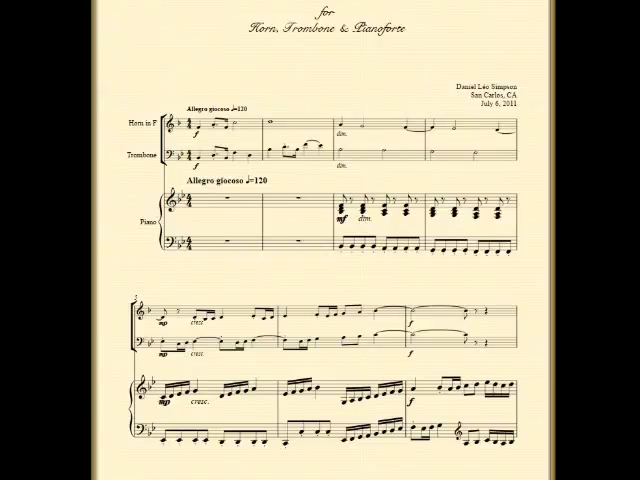 for
Horn, Trombone & Pianoforte
Daniel Léo Simpson
San Carlos, CA
July 6, 2011
Allegro giocoso ♩=120
Horn in F
f
dim.
Trombone
f
dim.
Allegro giocoso ♩=120
Piano
mf dim.
mp cresc. f
mp cresc. f
mp cresc. f